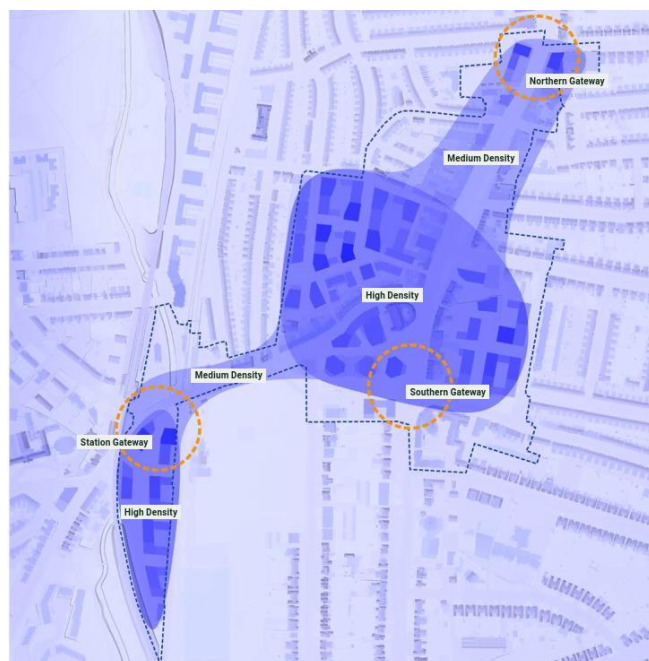 Northern Gateway
Medium Density
High Density
Medium Density
Southern Gateway
Station Gateway
High Density